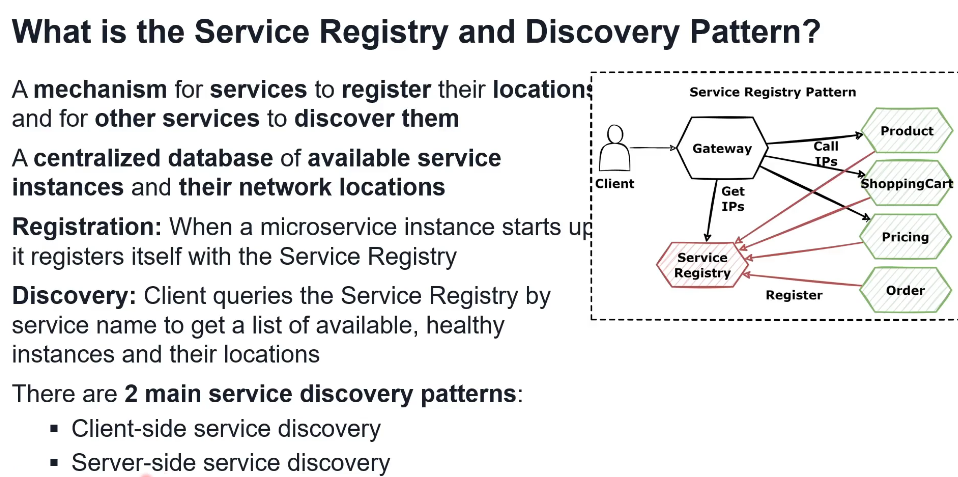 What is the Service Registry and Discovery Pattern?
A mechanism for services to register their locations
and for other services to discover them
A centralized database of available service
instances and their network locations
Registration: When a microservice instance starts up
it registers itself with the Service Registry
Discovery: Client queries the Service Registry by
service name to get a list of available, healthy
instances and their locations
There are 2 main service discovery patterns:
▪ Client-side service discovery
▪ Server-side service discovery
Service Registry Pattern
Client
Gateway
Call
IPs
Get
IPs
Product
ShoppingCart
Pricing
Order
Service
Registry
Register